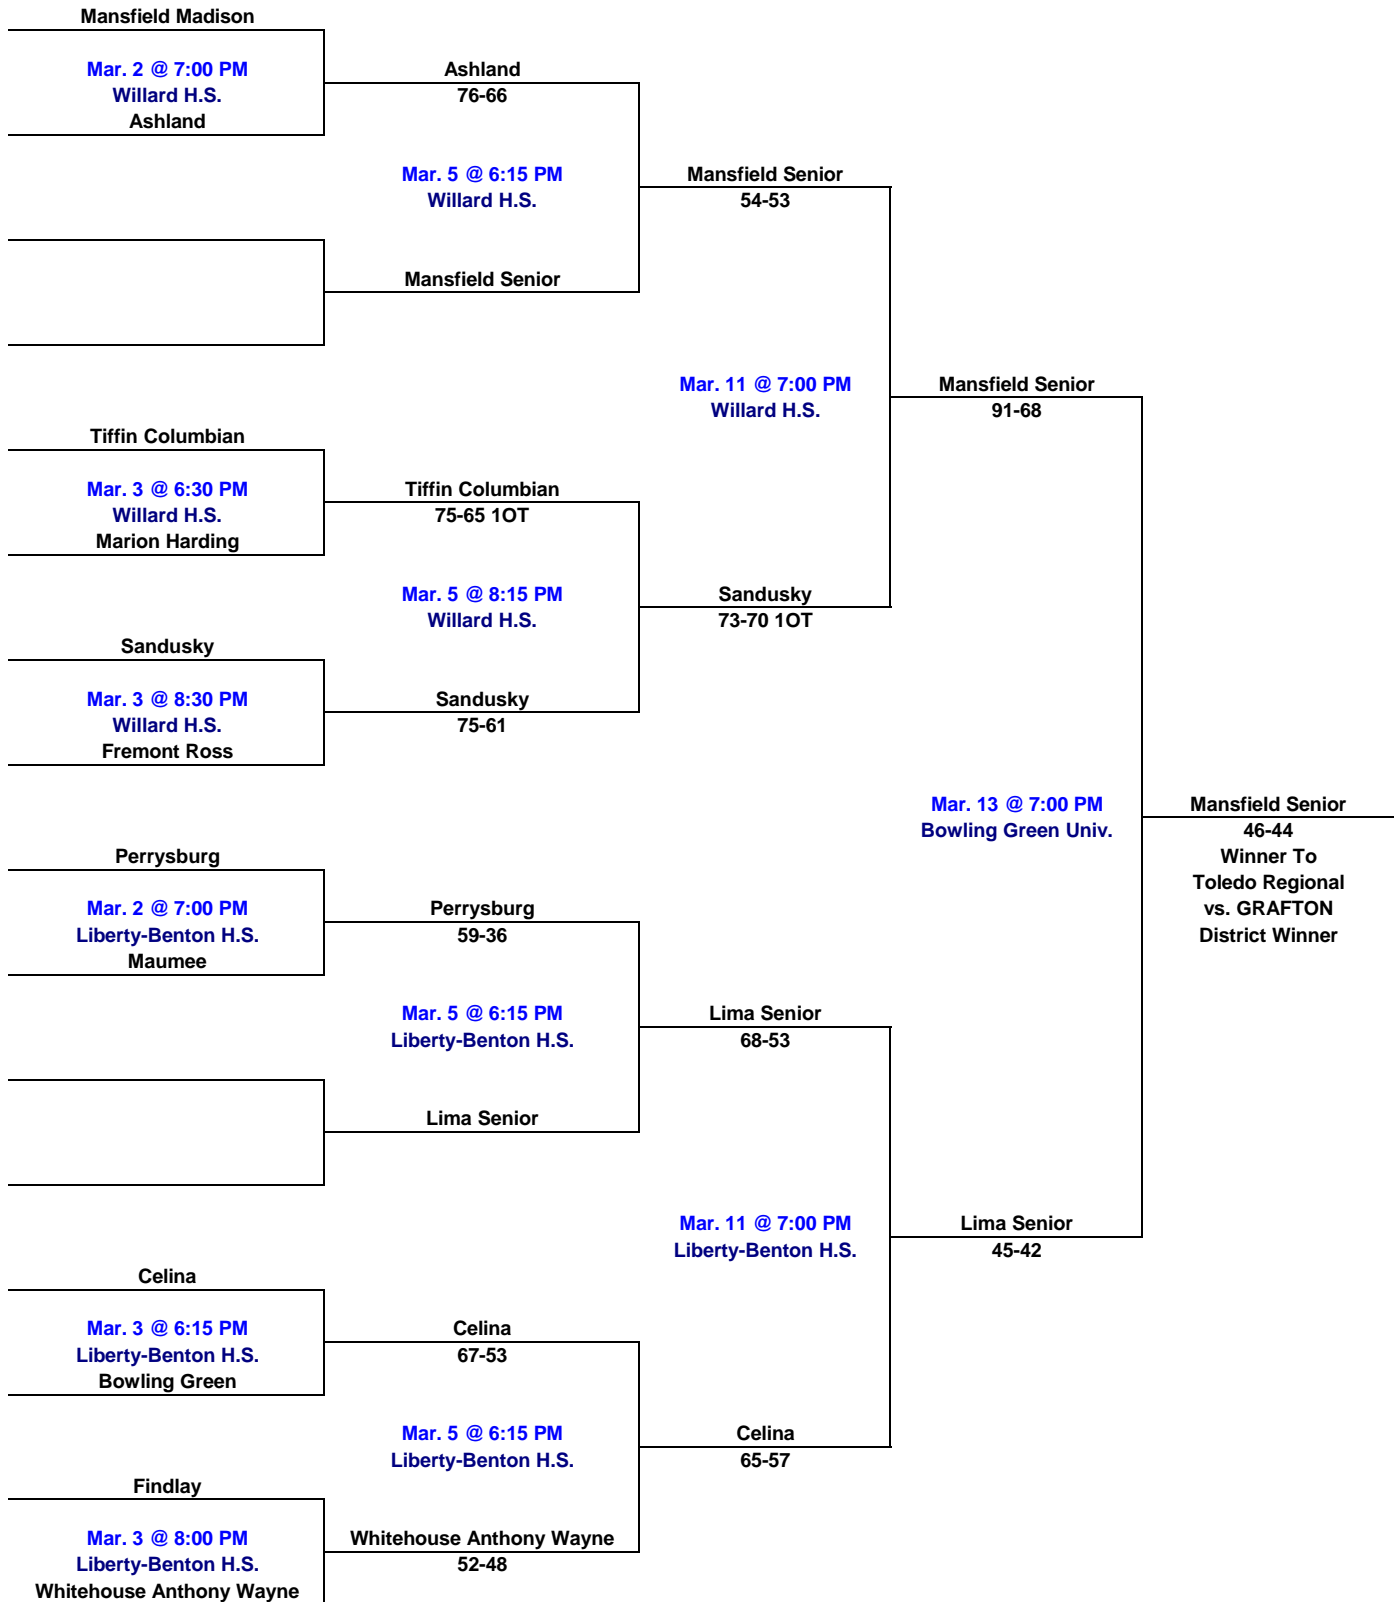 Mansfield Madison
Mar. 2 @ 7:00 PM
Willard H.S.
Ashland
Ashland
76-66
Mar. 5 @ 6:15 PM
Willard H.S.
Mansfield Senior
54-53
Mansfield Senior
Mar. 11 @ 7:00 PM
Willard H.S.
Mansfield Senior
91-68
Tiffin Columbian
Mar. 3 @ 6:30 PM
Willard H.S.
Marion Harding
Tiffin Columbian
75-65 1OT
Mar. 5 @ 8:15 PM
Willard H.S.
Sandusky
73-70 1OT
Sandusky
Mar. 3 @ 8:30 PM
Willard H.S.
Fremont Ross
Sandusky
75-61
Mar. 13 @ 7:00 PM
Bowling Green Univ.
Mansfield Senior
46-44
Winner To
Toledo Regional
vs. GRAFTON
District Winner
Perrysburg
Mar. 2 @ 7:00 PM
Liberty-Benton H.S.
Maumee
Perrysburg
59-36
Mar. 5 @ 6:15 PM
Liberty-Benton H.S.
Lima Senior
68-53
Lima Senior
Mar. 11 @ 7:00 PM
Liberty-Benton H.S.
Lima Senior
45-42
Celina
Mar. 3 @ 6:15 PM
Liberty-Benton H.S.
Bowling Green
Celina
67-53
Mar. 5 @ 6:15 PM
Liberty-Benton H.S.
Celina
65-57
Findlay
Mar. 3 @ 8:00 PM
Liberty-Benton H.S.
Whitehouse Anthony Wayne
Whitehouse Anthony Wayne
52-48